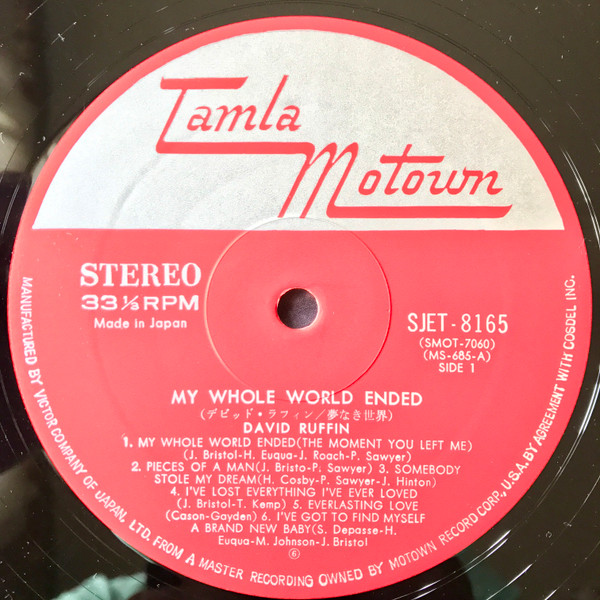 Tamla
Motown
STEREO
33 1/3 RPM
Made in Japan
SJET-8165
(SMOT-7060)
(MS-685-A)
SIDE 1
MY WHOLE WORLD ENDED
(デビッド・ラフィン/夢なき世界)
DAVID RUFFIN
1. MY WHOLE WORLD ENDED(THE MOMENT YOU LEFT ME)
(J. Bristol-H. Euqua-J. Roach-P. Sawyer)
2. PIECES OF A MAN(J. Bristo-P. Sawyer) 3. SOMEBODY
STOLE MY DREAM(H. Cosby-P. Sawyer-J. Hinton)
4. I'VE LOST EVERYTHING I'VE EVER LOVED
(J. Bristol-T. Kemp) 5. EVERLASTING LOVE
(Cason-Gayden) 6. I'VE GOT TO FIND MYSELF
A BRAND NEW BABY(S. Depasse-H.
Euqua-M. Johnson-J. Bristol)
⑥
MANUFACTURED BY VICTOR COMPANY OF JAPAN, LTD. FROM A MASTER RECORDING OWNED BY MOTOWN RECORD CORP., U.S.A. BY AGREEMENT WITH COSDEL INC.